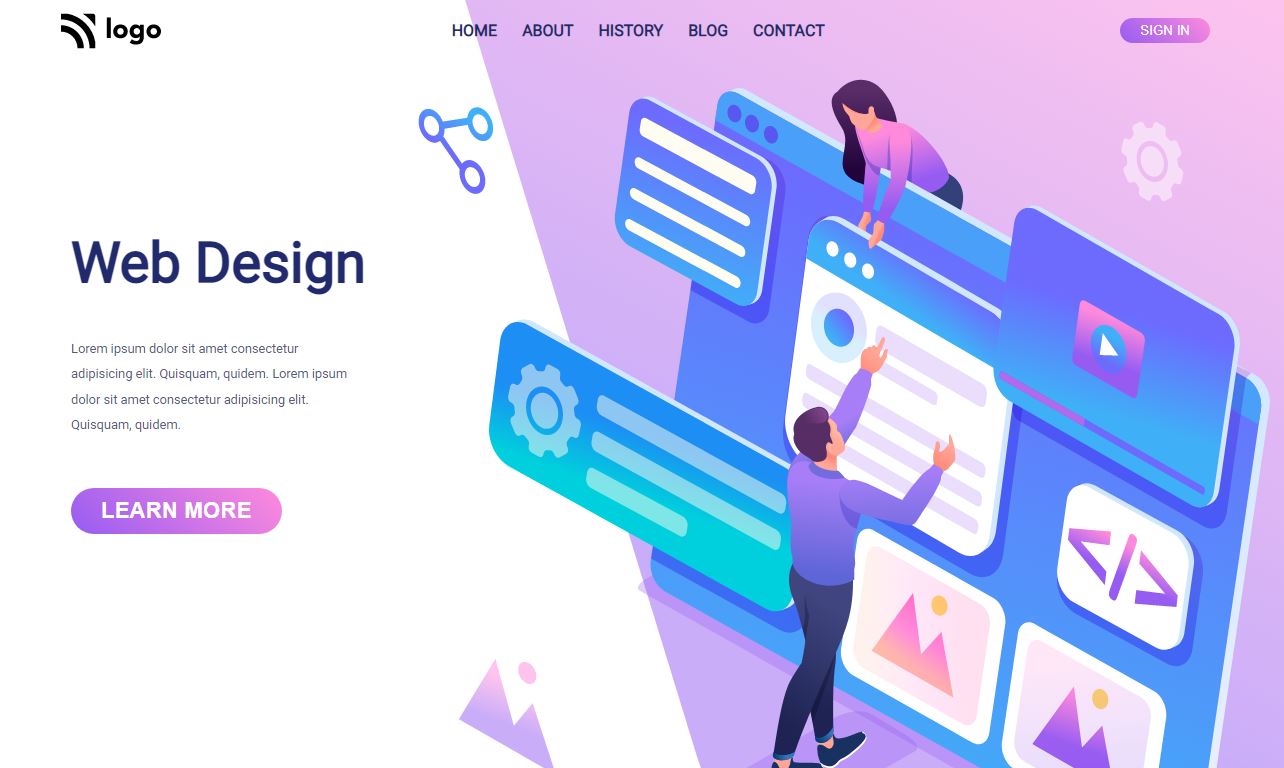 logo
HOME ABOUT HISTORY BLOG CONTACT
SIGN IN
Web Design
Lorem ipsum dolor sit amet consectetur
adipisicing elit. Quisquam, quidem. Lorem ipsum
dolor sit amet consectetur adipisicing elit.
Quisquam, quidem.
LEARN MORE